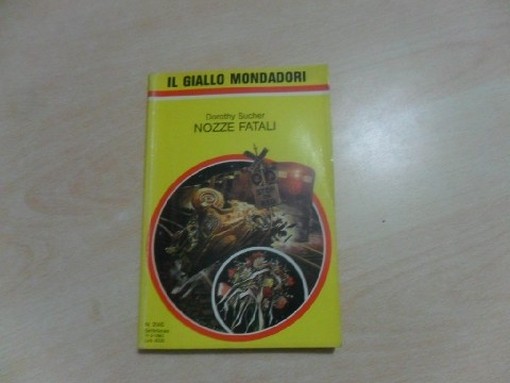 IL GIALLO MONDADORI
Dorothy Sucher
NOZZE FATALI